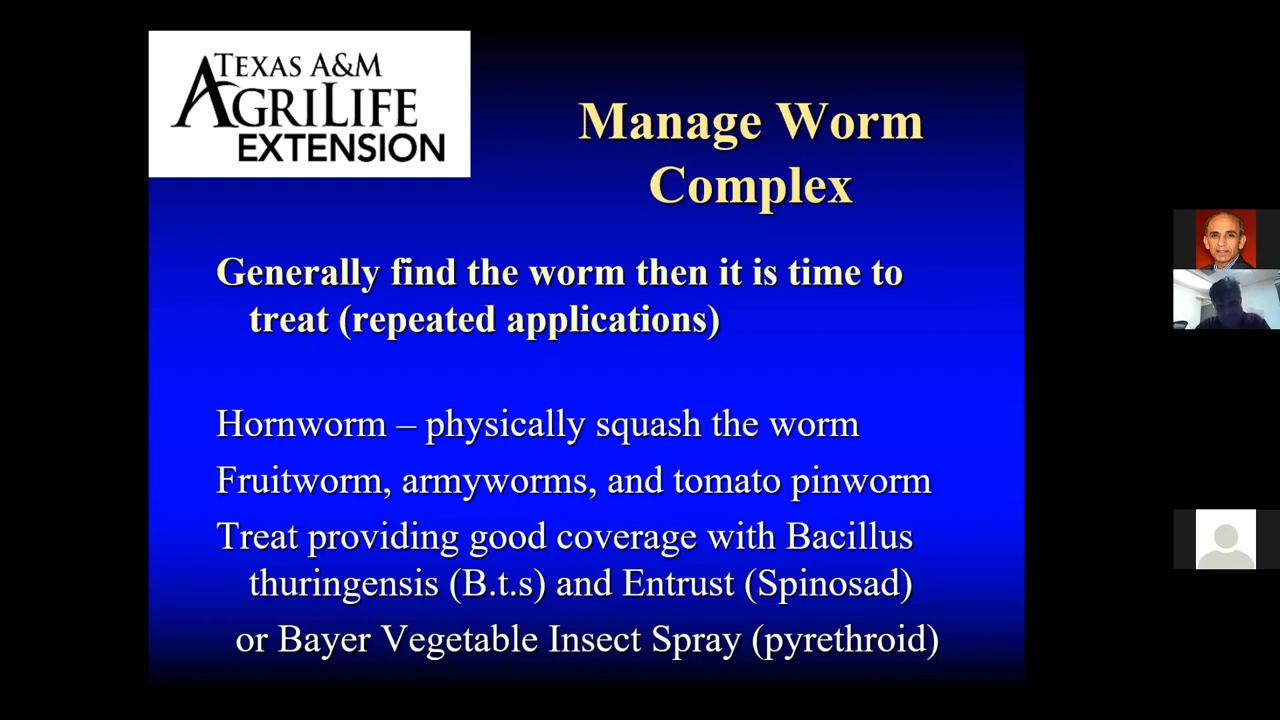 TEXAS A&M
AGRILIFE
EXTENSION
Manage Worm
Complex
Generally find the worm then it is time to
treat (repeated applications)
Hornworm – physically squash the worm
Fruitworm, armyworms, and tomato pinworm
Treat providing good coverage with Bacillus
thuringensis (B.t.s) and Entrust (Spinosad)
or Bayer Vegetable Insect Spray (pyrethroid)